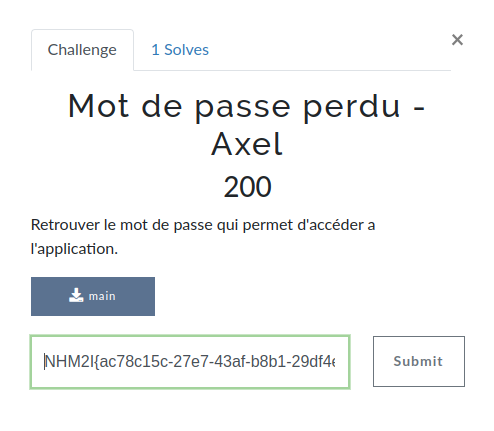 Challenge
1 Solves
×
Mot de passe perdu -
Axel
200
Retrouver le mot de passe qui permet d'accéder a
l'application.
main
NHM2I{ac78c15c-27e7-43af-b8b1-29df4e
Submit